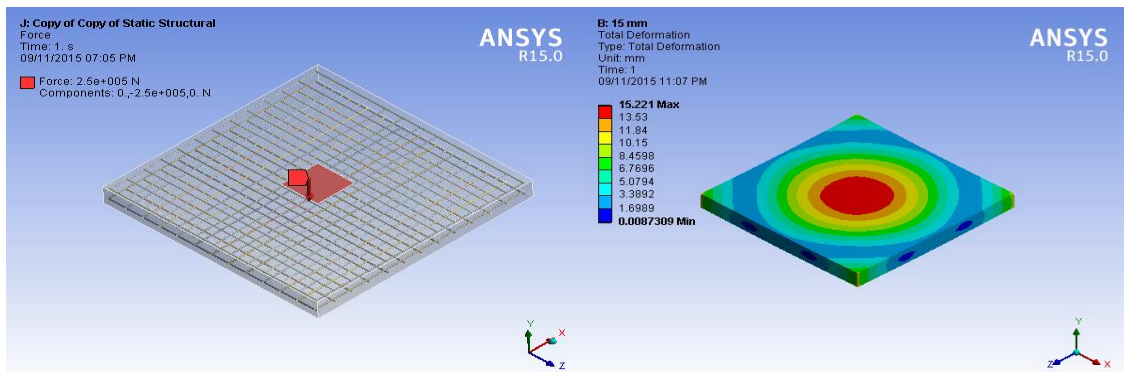 J: Copy of Copy of Static Structural
Force
Time: 1. s
09/11/2015 07:05 PM
Force: 2.5e+005 N
Components: 0.,-2.5e+005,0. N
ANSYS
R15.0
Y
X
Z
B: 15 mm
Total Deformation
Type: Total Deformation
Unit: mm
Time: 1
09/11/2015 11:07 PM
15.221 Max
13.53
11.84
10.15
8.4598
6.7696
5.0794
3.3892
1.6989
0.0087309 Min
ANSYS
R15.0
Y
Z
X